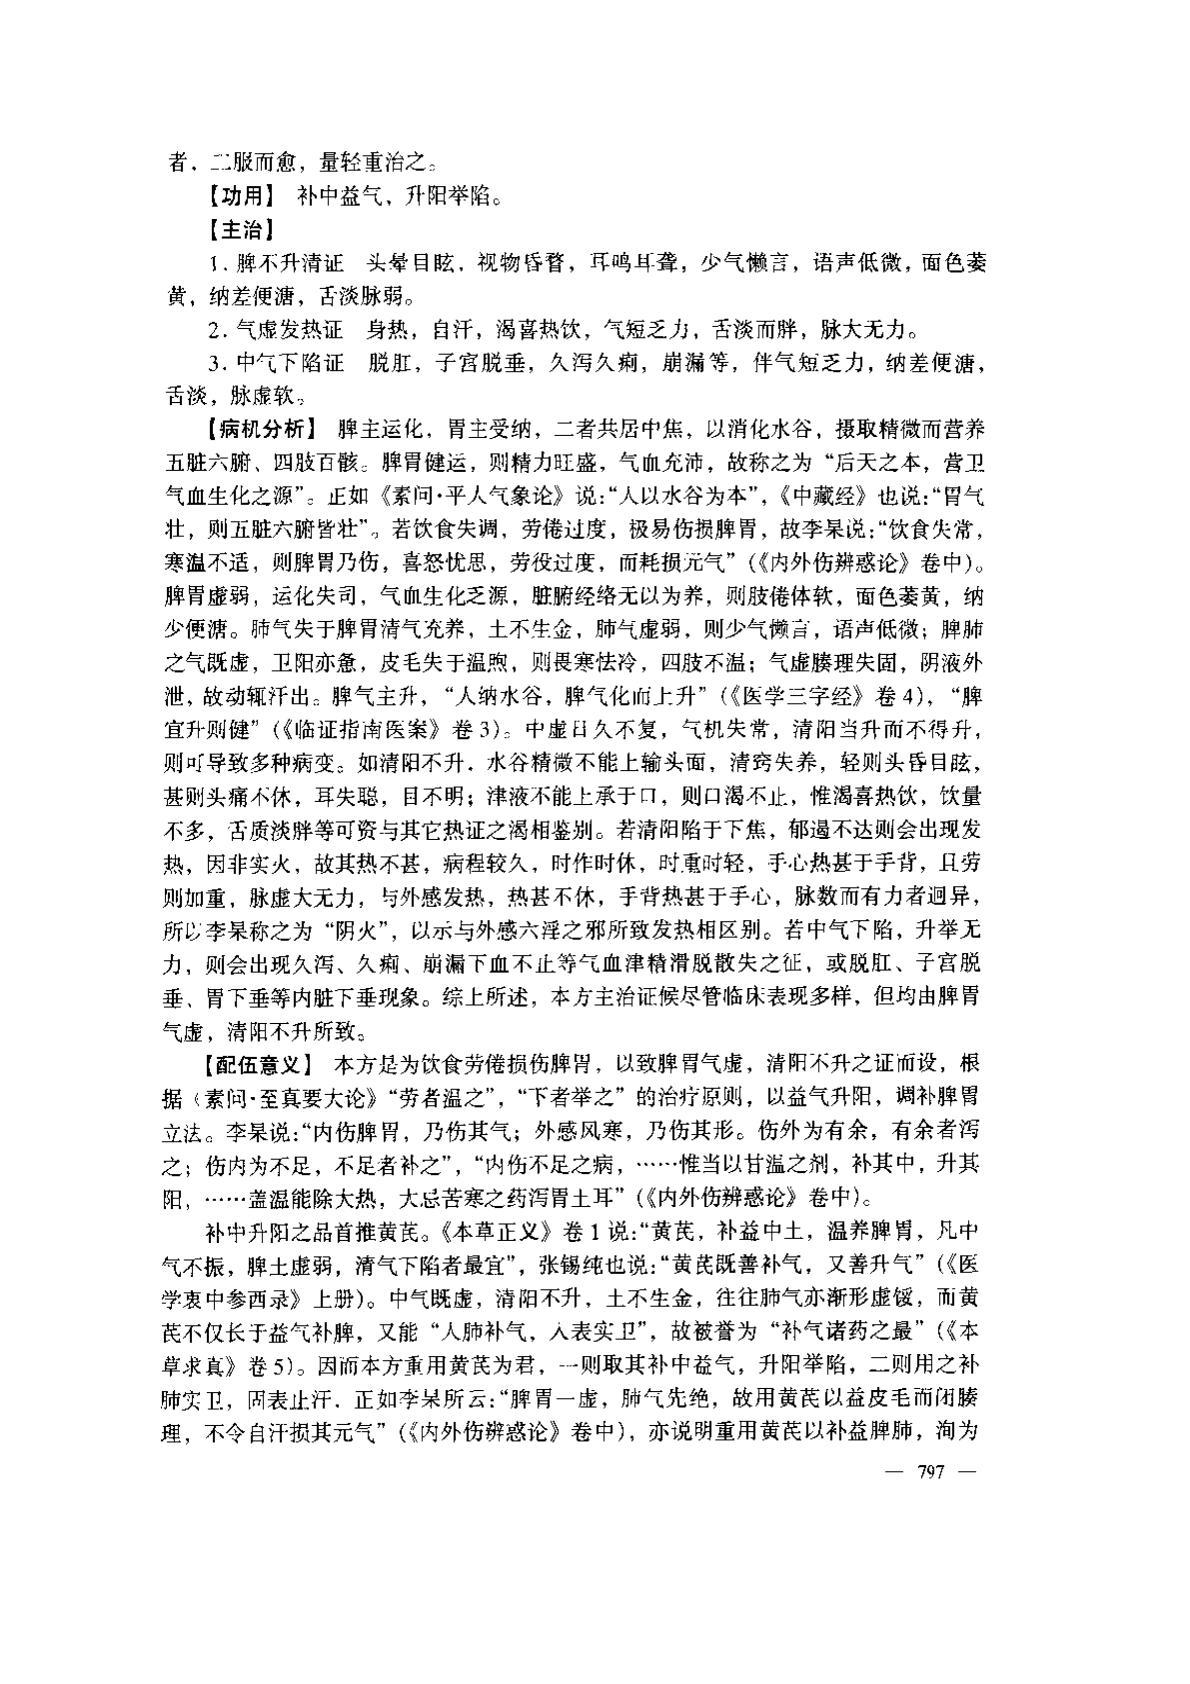 者，二服而愈，量轻重治之。
【功用】 补中益气，升阳举陷。
【主治】
1. 脾不升清证 头晕目眩，视物昏瞀，耳鸣耳聋，少气懒言，语声低微，面色萎
黄，纳差便溏，舌淡脉弱。
2. 气虚发热证 身热，自汗，渴喜热饮，气短乏力，舌淡而胖，脉大无力。
3. 中气下陷证 脱肛，子宫脱垂，久泻久痢，崩漏等，伴气短乏力，纳差便溏，
舌淡，脉虚软。
【病机分析】 脾主运化，胃主受纳，二者共居中焦，以消化水谷，摄取精微而营养
五脏六腑、四肢百骸。脾胃健运，则精力旺盛，气血充沛，故称之为“后天之本，营卫
气血生化之源”。正如《素问·平人气象论》说：“人以水谷为本”，《中藏经》也说：“胃气
壮，则五脏六腑皆壮”。若饮食失调，劳倦过度，极易伤损脾胃，故李杲说：“饮食失常，
寒温不适，则脾胃乃伤，喜怒忧思，劳役过度，而耗损元气”（《内外伤辨惑论》卷中）。
脾胃虚弱，运化失司，气血生化乏源，脏腑经络无以为养，则肢倦体软，面色萎黄，纳
少便溏。肺气失于脾胃清气充养，土不生金，肺气虚弱，则少气懒言，语声低微；脾肺
之气既虚，卫阳亦惫，皮毛失于温煦，则畏寒怯冷，四肢不温；气虚腠理失固，阴液外
泄，故动辄汗出。脾气主升，“人纳水谷，脾气化而上升”（《医学三字经》卷 4），“脾
宜升则健”（《临证指南医案》卷 3）。中虚日久不复，气机失常，清阳当升而不得升，
则可导致多种病变。如清阳不升，水谷精微不能上输头面，清窍失养，轻则头昏目眩，
甚则头痛不休，耳失聪，目不明；津液不能上承于口，则口渴不止，惟渴喜热饮，饮量
不多，舌质淡胖等可资与其它热证之渴相鉴别。若清阳陷于下焦，郁遏不达则会出现发
热，因非实火，故其热不甚，病程较久，时作时休，时重时轻，手心热甚于手背，且劳
则加重，脉虚大无力，与外感发热，热甚不休，手背热甚于手心，脉数而有力者迥异，
所以李杲称之为“阴火”，以示与外感六淫之邪所致发热相区别。若中气下陷，升举无
力，则会出现久泻、久痢、崩漏下血不止等气血津精滑脱散失之征，或脱肛、子宫脱
垂、胃下垂等内脏下垂现象。综上所述，本方主治证候尽管临床表现多样，但均由脾胃
气虚，清阳不升所致。
【配伍意义】 本方是为饮食劳倦损伤脾胃，以致脾胃气虚，清阳不升之证而设，根
据《素问·至真要大论》“劳者温之”，“下者举之”的治疗原则，以益气升阳，调补脾胃
立法。李杲说：“内伤脾胃，乃伤其气；外感风寒，乃伤其形。伤外为有余，有余者泻
之；伤内为不足，不足者补之”，“内伤不足之病，……惟当以甘温之剂，补其中，升其
阳，……盖温能除大热，大忌苦寒之药泻胃土耳”（《内外伤辨惑论》卷中）。
补中升阳之品首推黄芪。《本草正义》卷 1 说：“黄芪，补益中土，温养脾胃，凡中
气不振，脾土虚弱，清气下陷者最宜”，张锡纯也说：“黄芪既善补气，又善升气”（《医
学衷中参西录》上册）。中气既虚，清阳不升，土不生金，往往肺气亦渐形虚馁，而黄
芪不仅长于益气补脾，又能“人肺补气，入表实卫”，故被誉为“补气诸药之最”（《本
草求真》卷 5）。因而本方重用黄芪为君，一则取其补中益气，升阳举陷，二则用之补
肺实卫，固表止汗．正如李杲所云：“脾胃一虚，肺气先绝，故用黄芪以益皮毛而闭腠
理，不令自汗损其元气”（《内外伤辨惑论》卷中），亦说明重用黄芪以补益脾肺，洵为
— 797 —